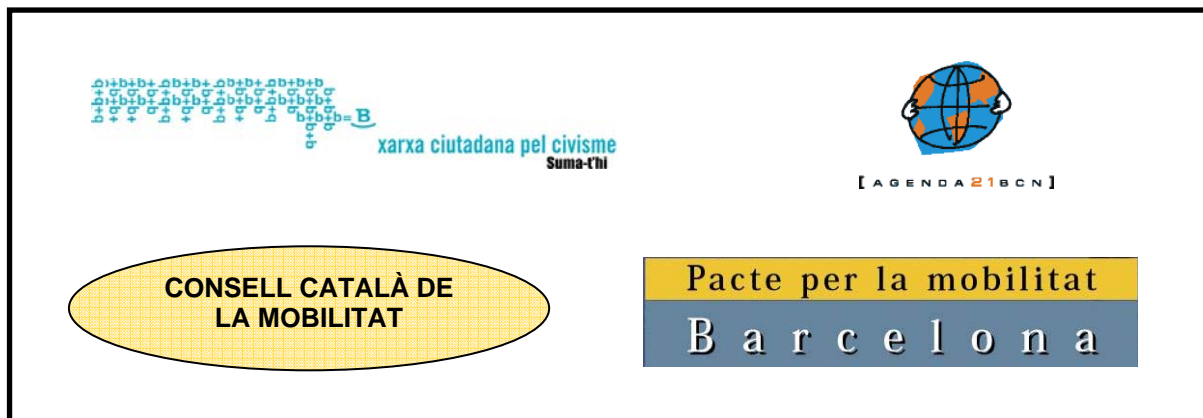 b+b+b+b=B
xarxa ciutadana pel civisme
Suma-t'hi
[AGENDA21BCN]
CONSELL CATALÀ DE
LA MOBILITAT
Pacte per la mobilitat
Barcelona